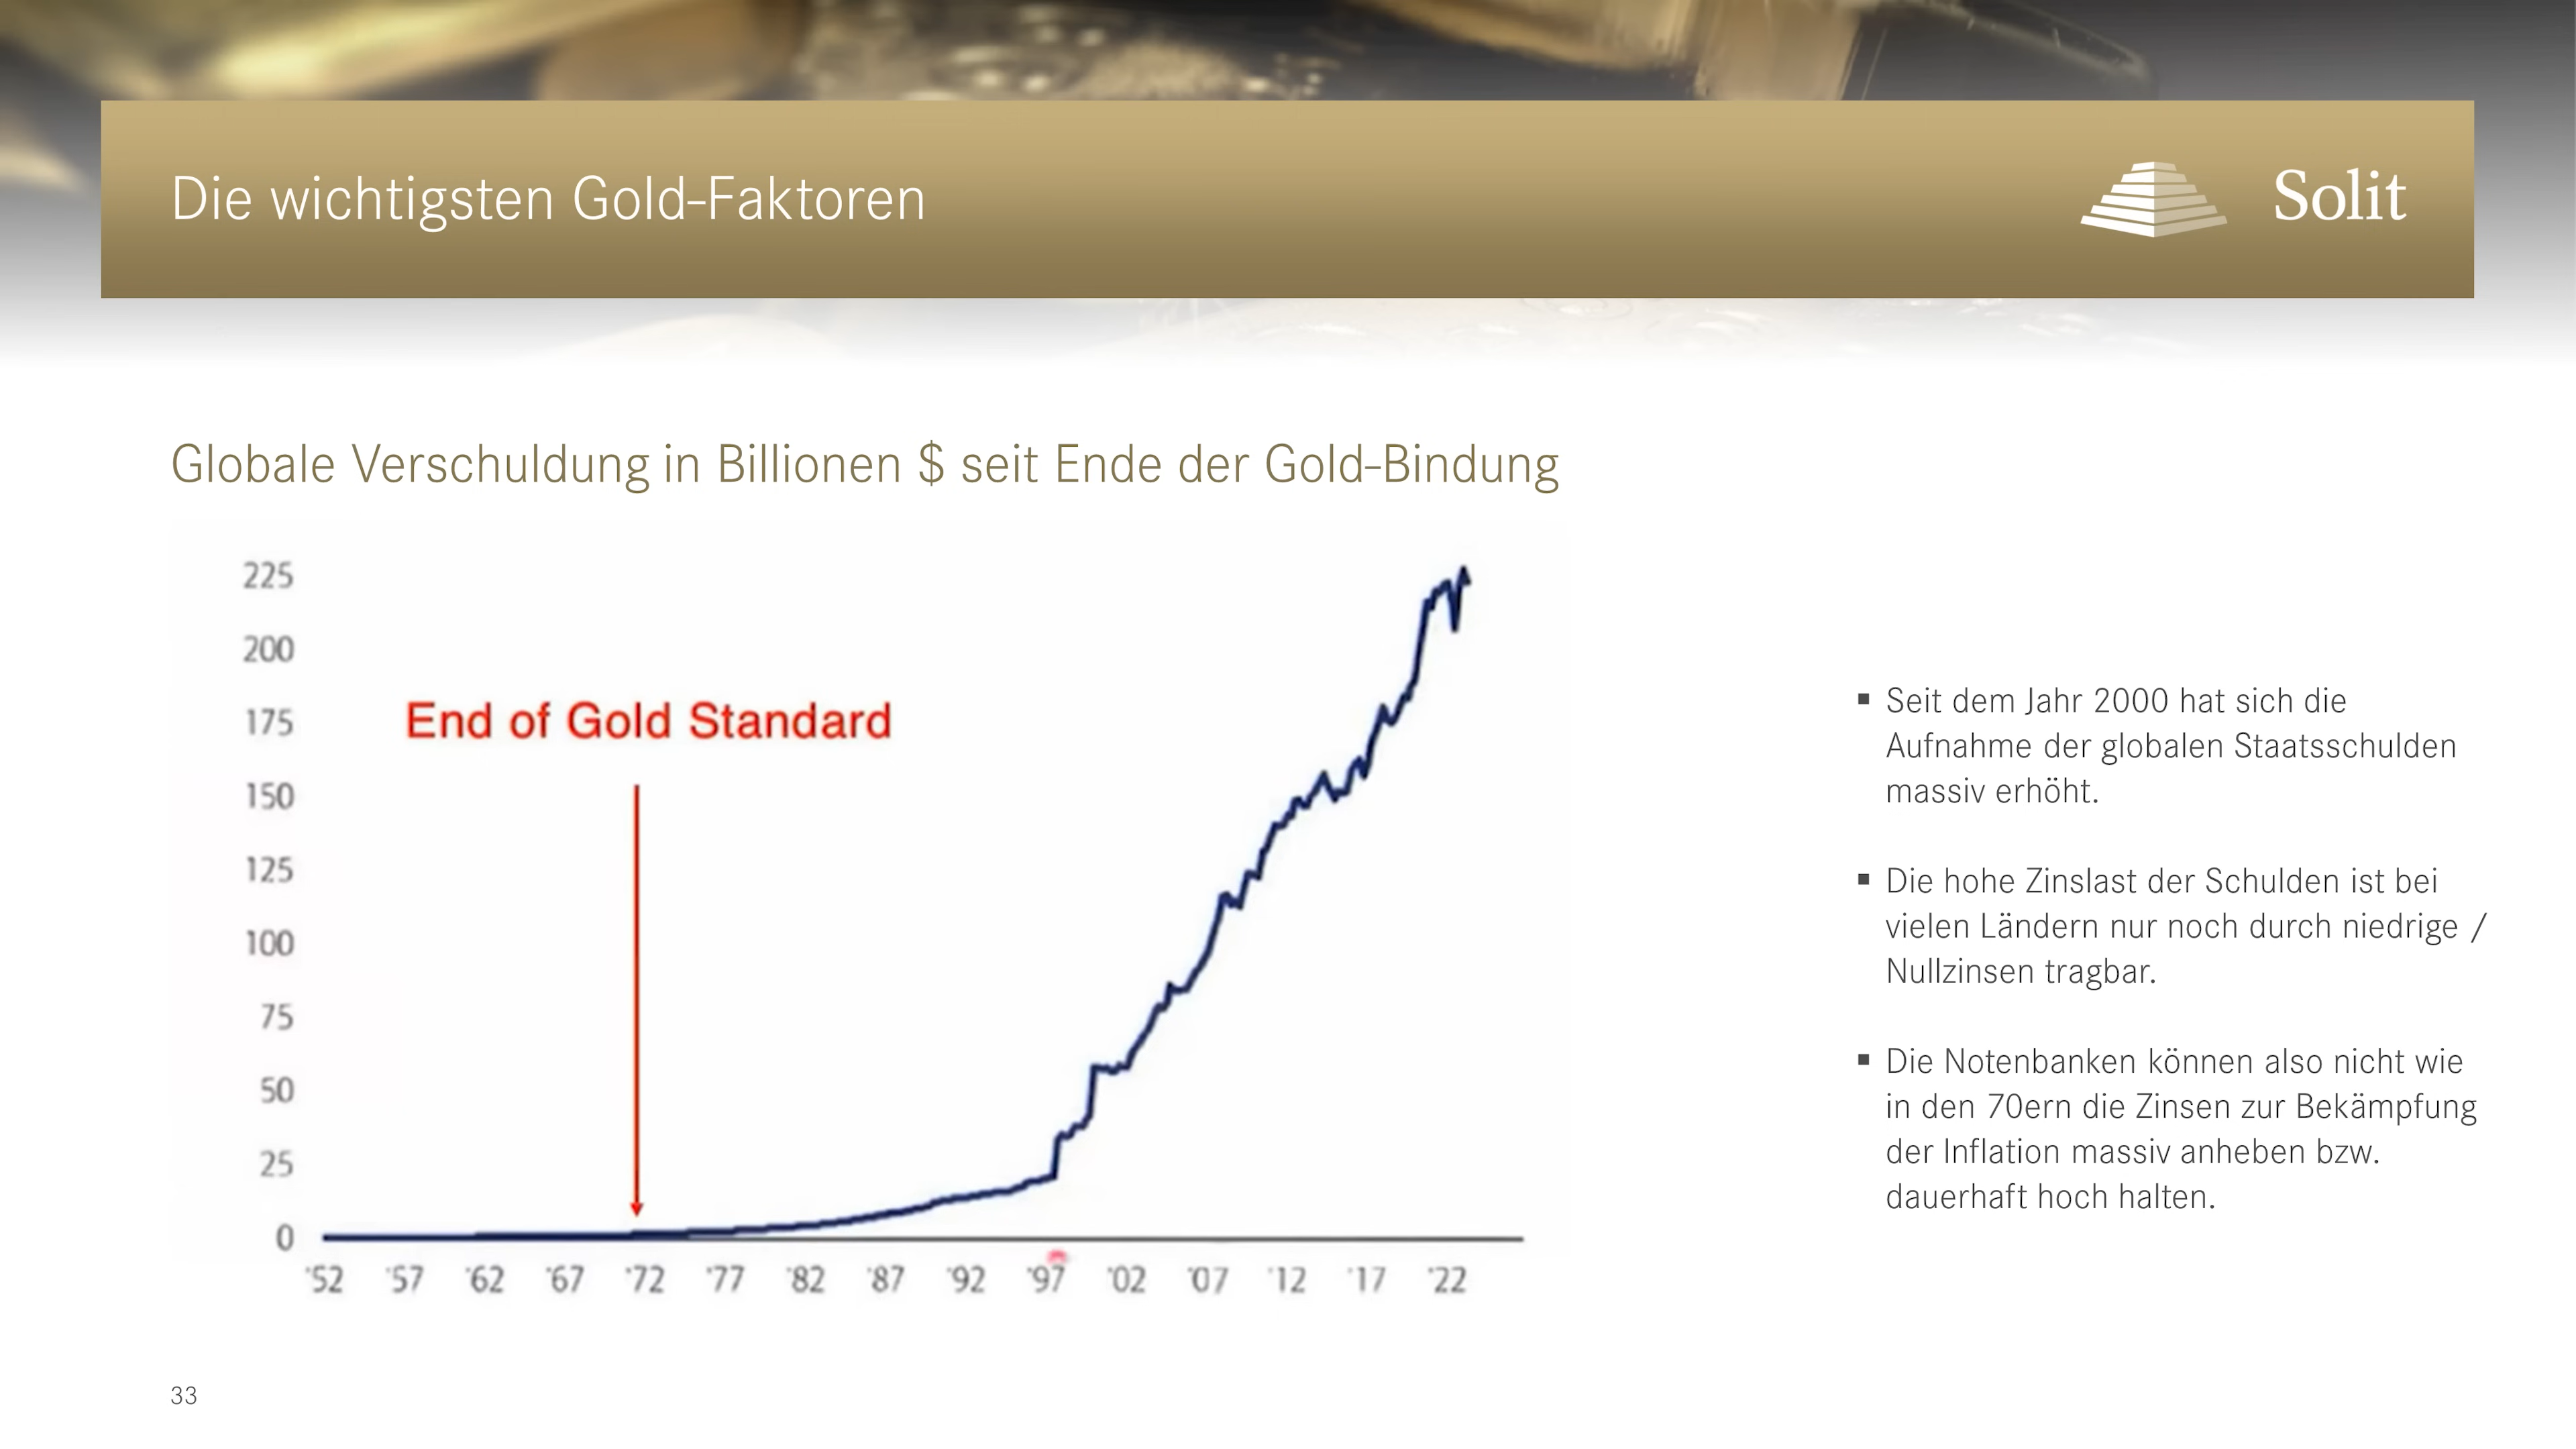 Die wichtigsten Gold-Faktoren
Solit
Globale Verschuldung in Billionen $ seit Ende der Gold-Bindung
225
200
175
150
125
100
75
50
25
0
End of Gold Standard
'52 '57 '62 '67 '72 '77 '82 '87 '92 '97 '02 '07 '12 '17 '22
▪ Seit dem Jahr 2000 hat sich die
Aufnahme der globalen Staatsschulden
massiv erhöht.
▪ Die hohe Zinslast der Schulden ist bei
vielen Ländern nur noch durch niedrige /
Nullzinsen tragbar.
▪ Die Notenbanken können also nicht wie
in den 70ern die Zinsen zur Bekämpfung
der Inflation massiv anheben bzw.
dauerhaft hoch halten.
33